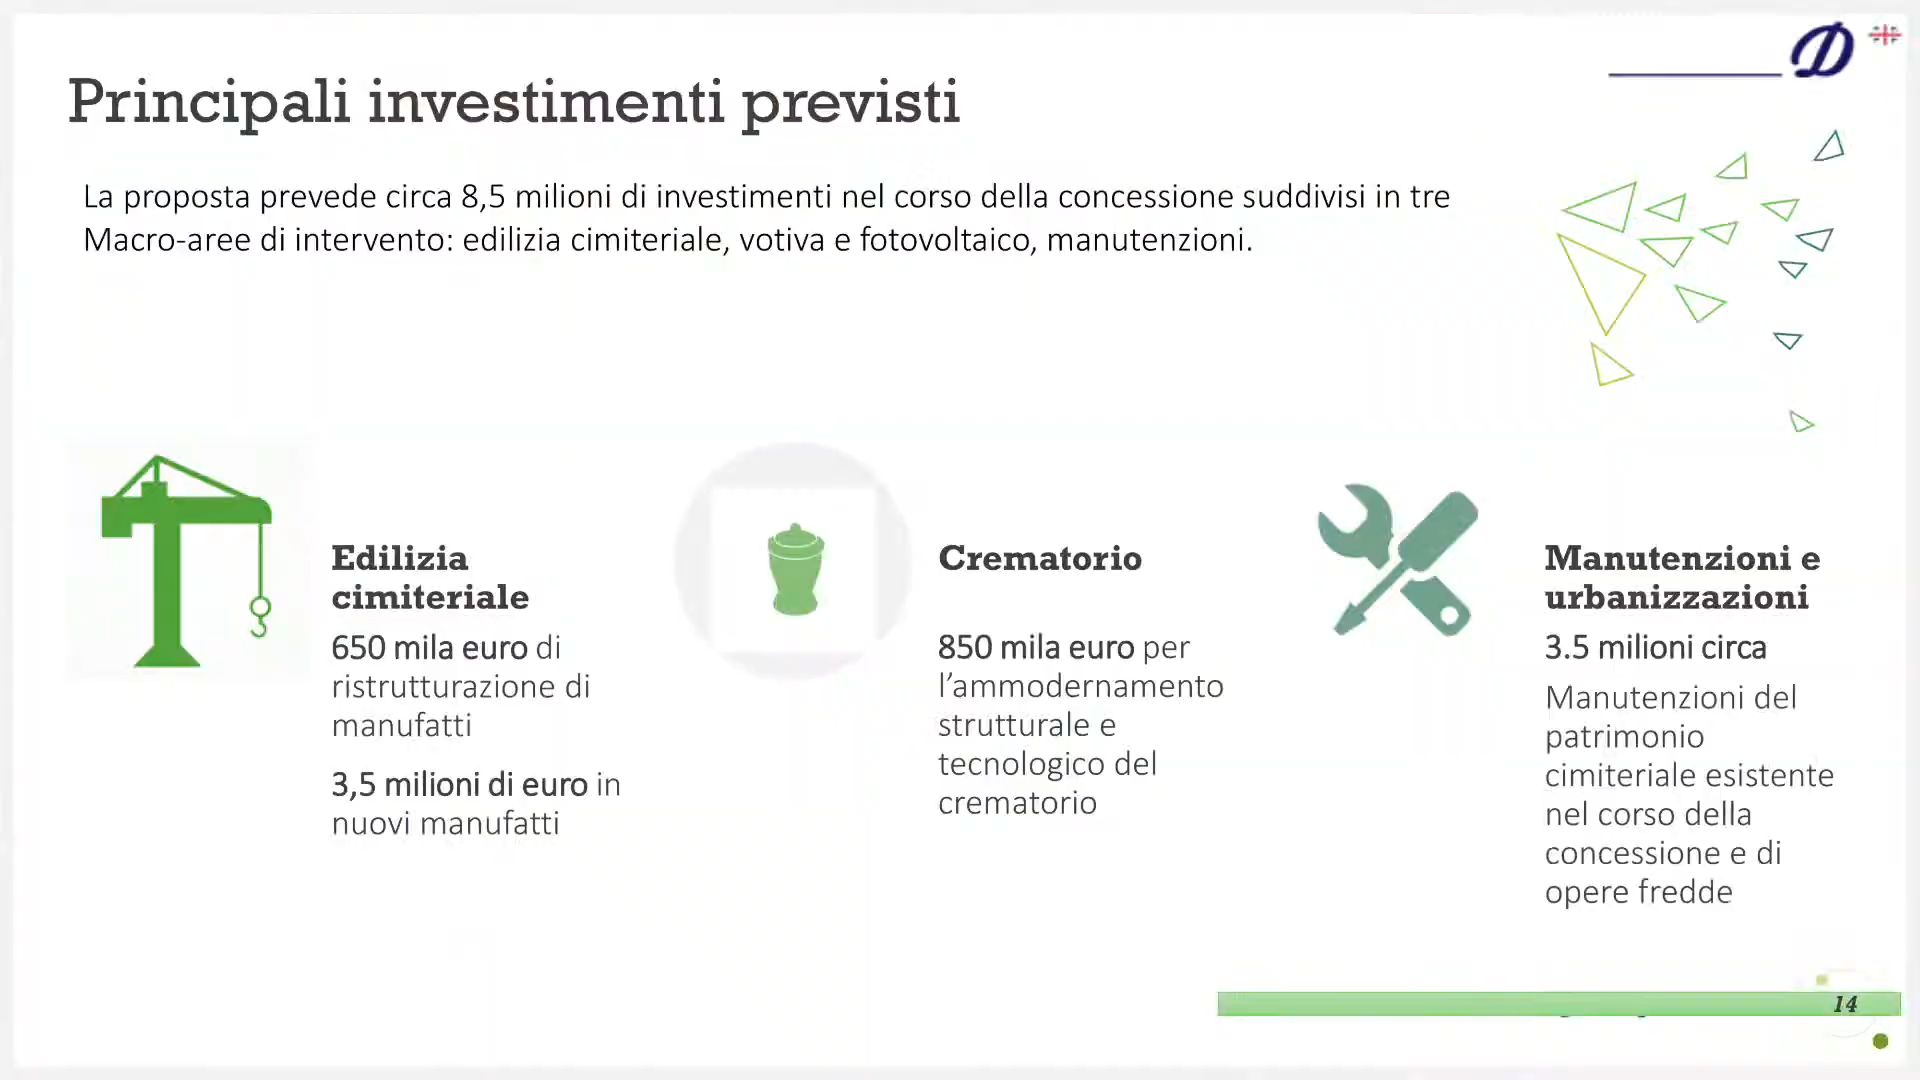 Principali investimenti previsti
D
La proposta prevede circa 8,5 milioni di investimenti nel corso della concessione suddivisi in tre
Macro-aree di intervento: edilizia cimiteriale, votiva e fotovoltaico, manutenzioni.
Edilizia
cimiteriale
650 mila euro di
ristrutturazione di
manufatti
3,5 milioni di euro in
nuovi manufatti
Crematorio
850 mila euro per
l’ammodernamento
strutturale e
tecnologico del
crematorio
Manutenzioni e
urbanizzazioni
3.5 milioni circa
Manutenzioni del
patrimonio
cimiteriale esistente
nel corso della
concessione e di
opere fredde
14